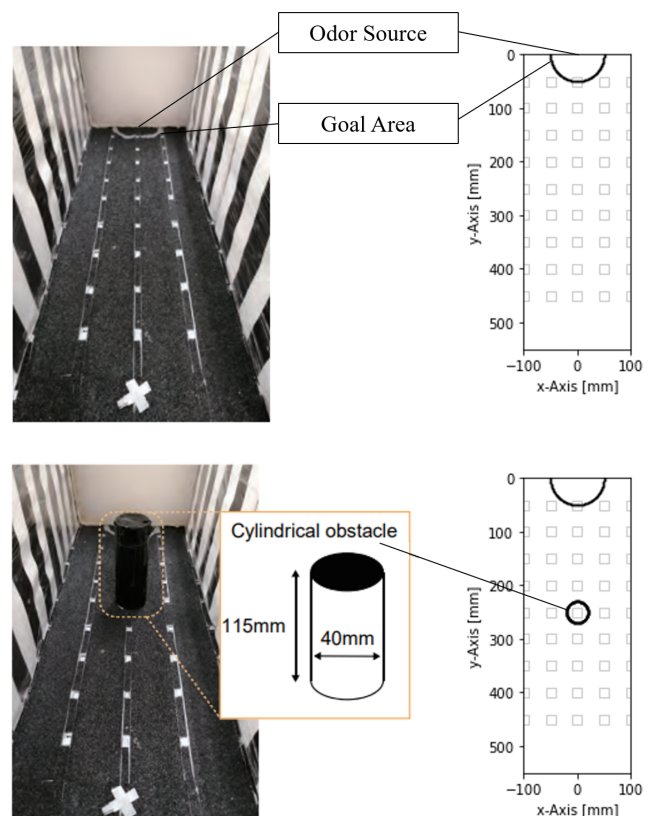 Odor Source
Goal Area
0
100
200
300
400
500
y-Axis [mm]
−100
0
100
x-Axis [mm]
Cylindrical obstacle
115mm
40mm
0
100
200
300
400
500
y-Axis [mm]
−100
0
100
x-Axis [mm]